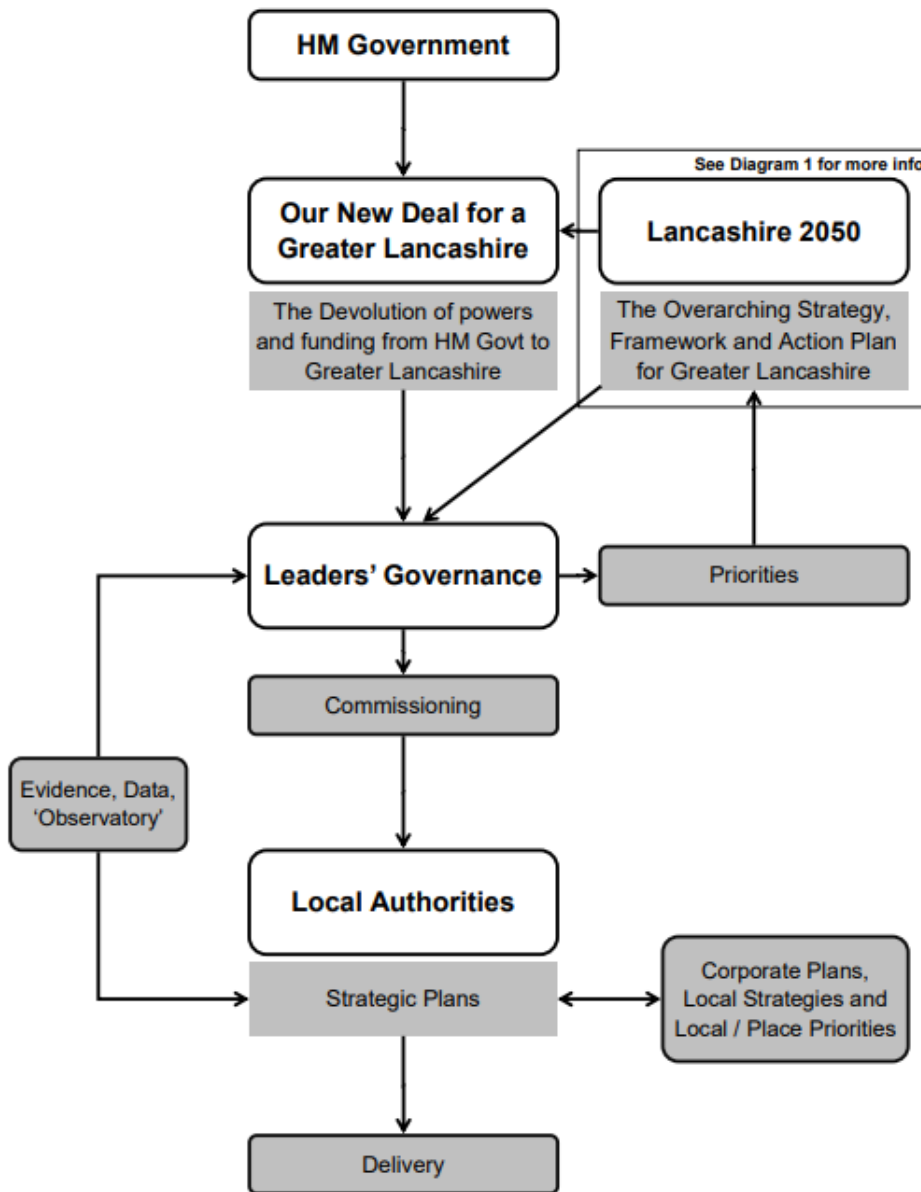 HM Government
See Diagram 1 for more info
Our New Deal for a
Greater Lancashire
Lancashire 2050
The Devolution of powers
and funding from HM Govt to
Greater Lancashire
The Overarching Strategy,
Framework and Action Plan
for Greater Lancashire
Leaders’ Governance
Priorities
Commissioning
Evidence, Data,
‘Observatory’
Local Authorities
Strategic Plans
Corporate Plans,
Local Strategies and
Local / Place Priorities
Delivery